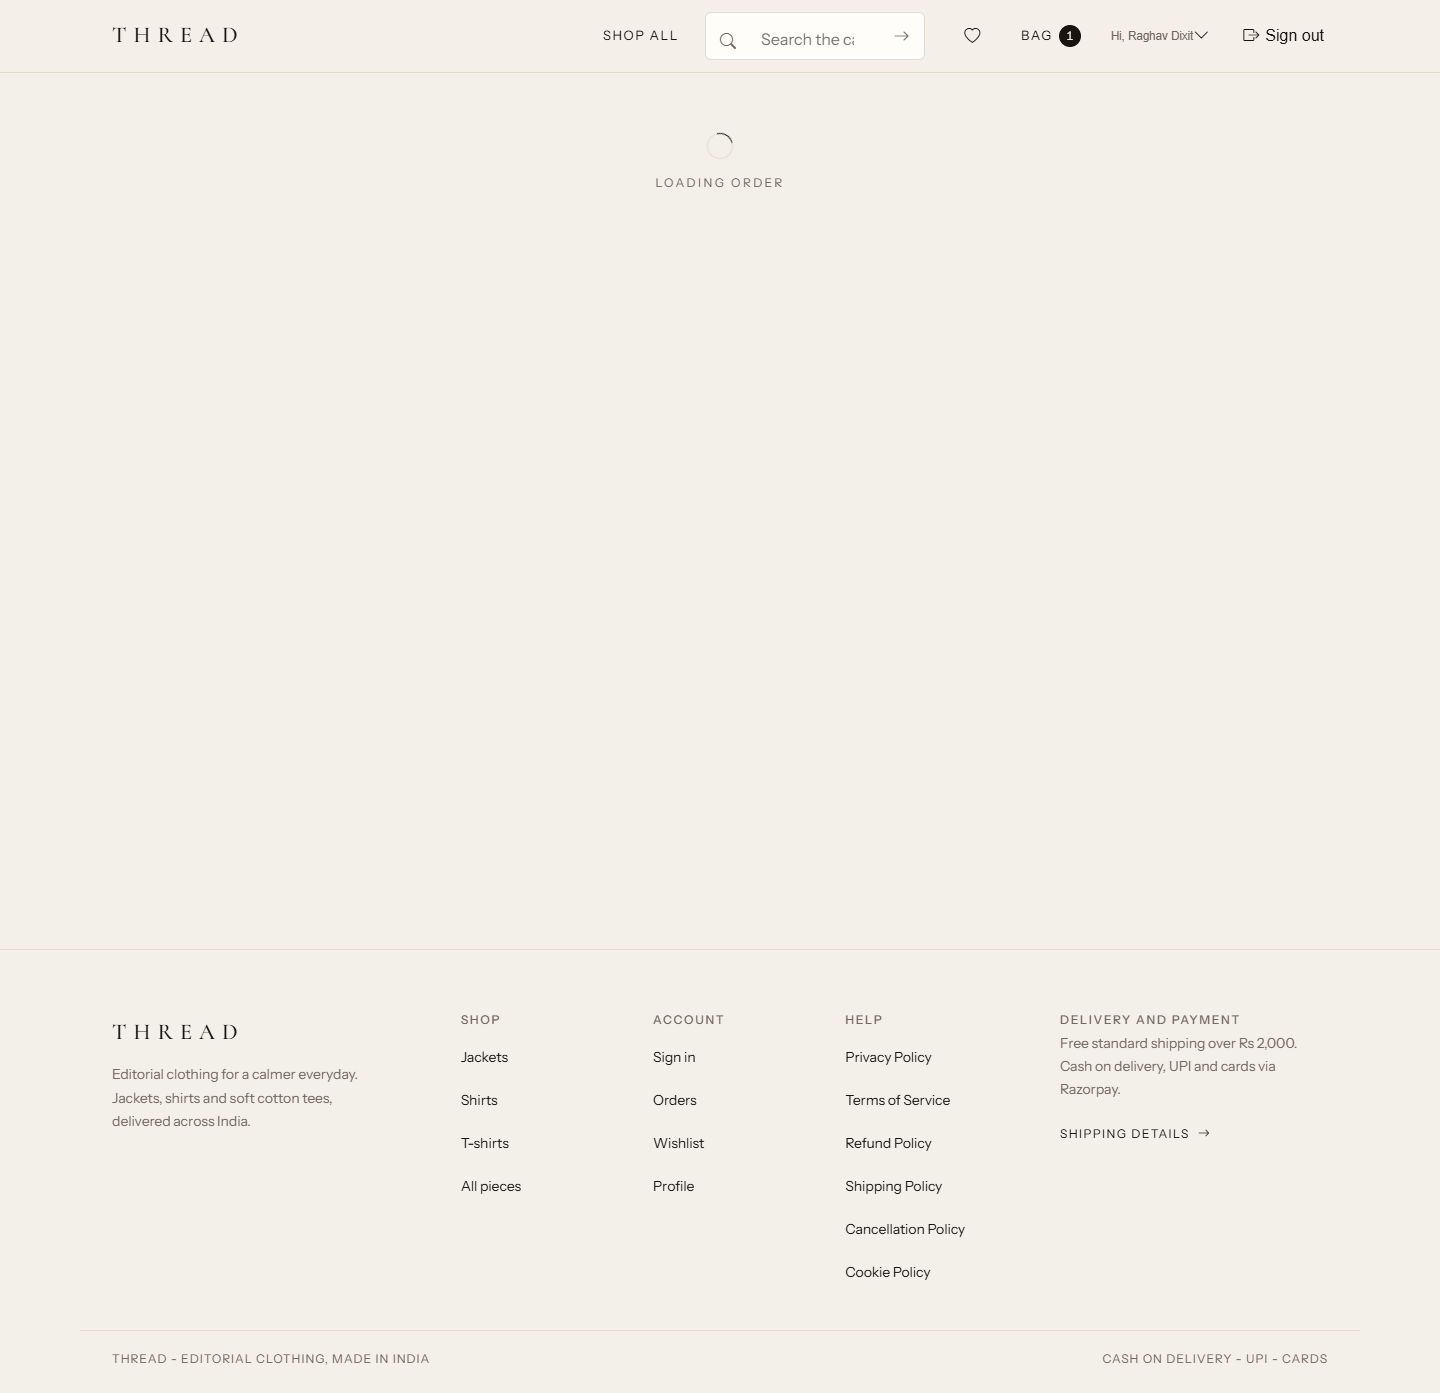 THREAD
SHOP ALL
Search the ca
BAG 1
Hi, Raghav Dixit
Sign out
LOADING ORDER
THREAD
Editorial clothing for a calmer everyday.
Jackets, shirts and soft cotton tees,
delivered across India.
SHOP
Jackets
Shirts
T-shirts
All pieces
ACCOUNT
Sign in
Orders
Wishlist
Profile
HELP
Privacy Policy
Terms of Service
Refund Policy
Shipping Policy
Cancellation Policy
Cookie Policy
DELIVERY AND PAYMENT
Free standard shipping over Rs 2,000.
Cash on delivery, UPI and cards via
Razorpay.
SHIPPING DETAILS →
THREAD - EDITORIAL CLOTHING, MADE IN INDIA
CASH ON DELIVERY - UPI - CARDS